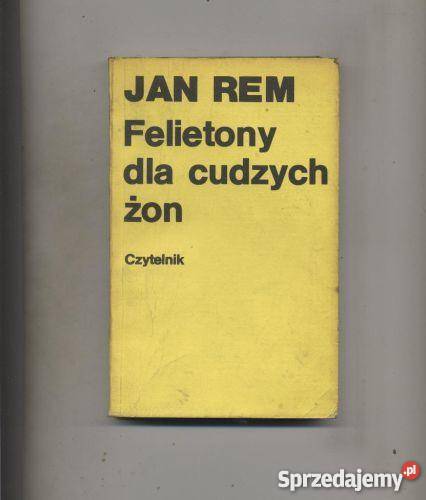 JAN REM
Felietony
dla cudzych
żon
Czytelnik
Sprzedajemy.pl